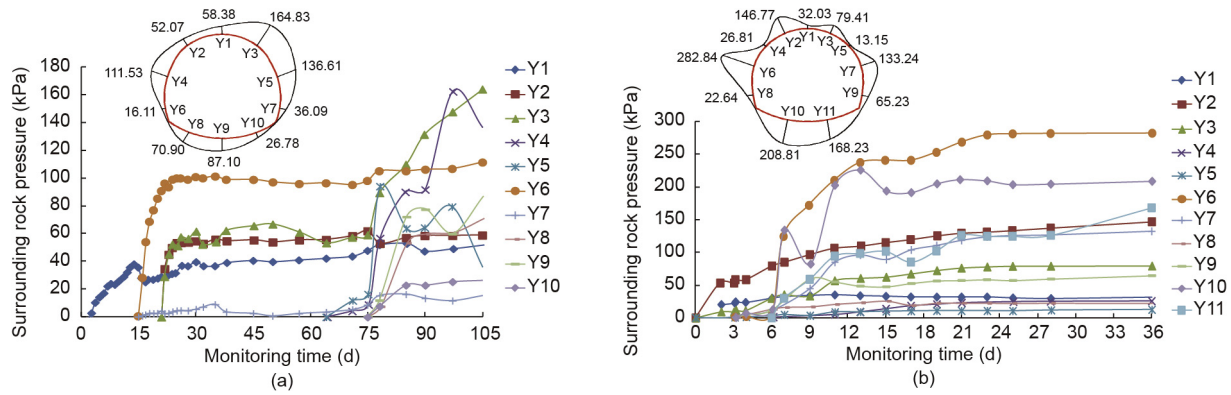 58.38
164.83
52.07
Y1
Y2
Y3
111.53
136.61
Y4
Y5
16.11
Y6
Y7
36.09
Y8
Y9
Y10
70.90
87.10
26.78
Surrounding rock pressure (kPa)
180
160
140
120
100
80
60
40
20
0
0 15 30 45 60 75 90 105
Monitoring time (d)
(a)
Y1
Y2
Y3
Y4
Y5
Y6
Y7
Y8
Y9
Y10
146.77
32.03
79.41
26.81
Y1
Y2
Y3
13.15
Y4
Y5
282.84
133.24
Y6
Y7
22.64
Y8
Y9
65.23
Y10
Y11
208.81
168.23
Surrounding rock pressure (kPa)
300
250
200
150
100
50
0
0 3 6 9 12 15 18 21 24 27 30 33 36
Monitoring time (d)
(b)
Y1
Y2
Y3
Y4
Y5
Y6
Y7
Y8
Y9
Y10
Y11